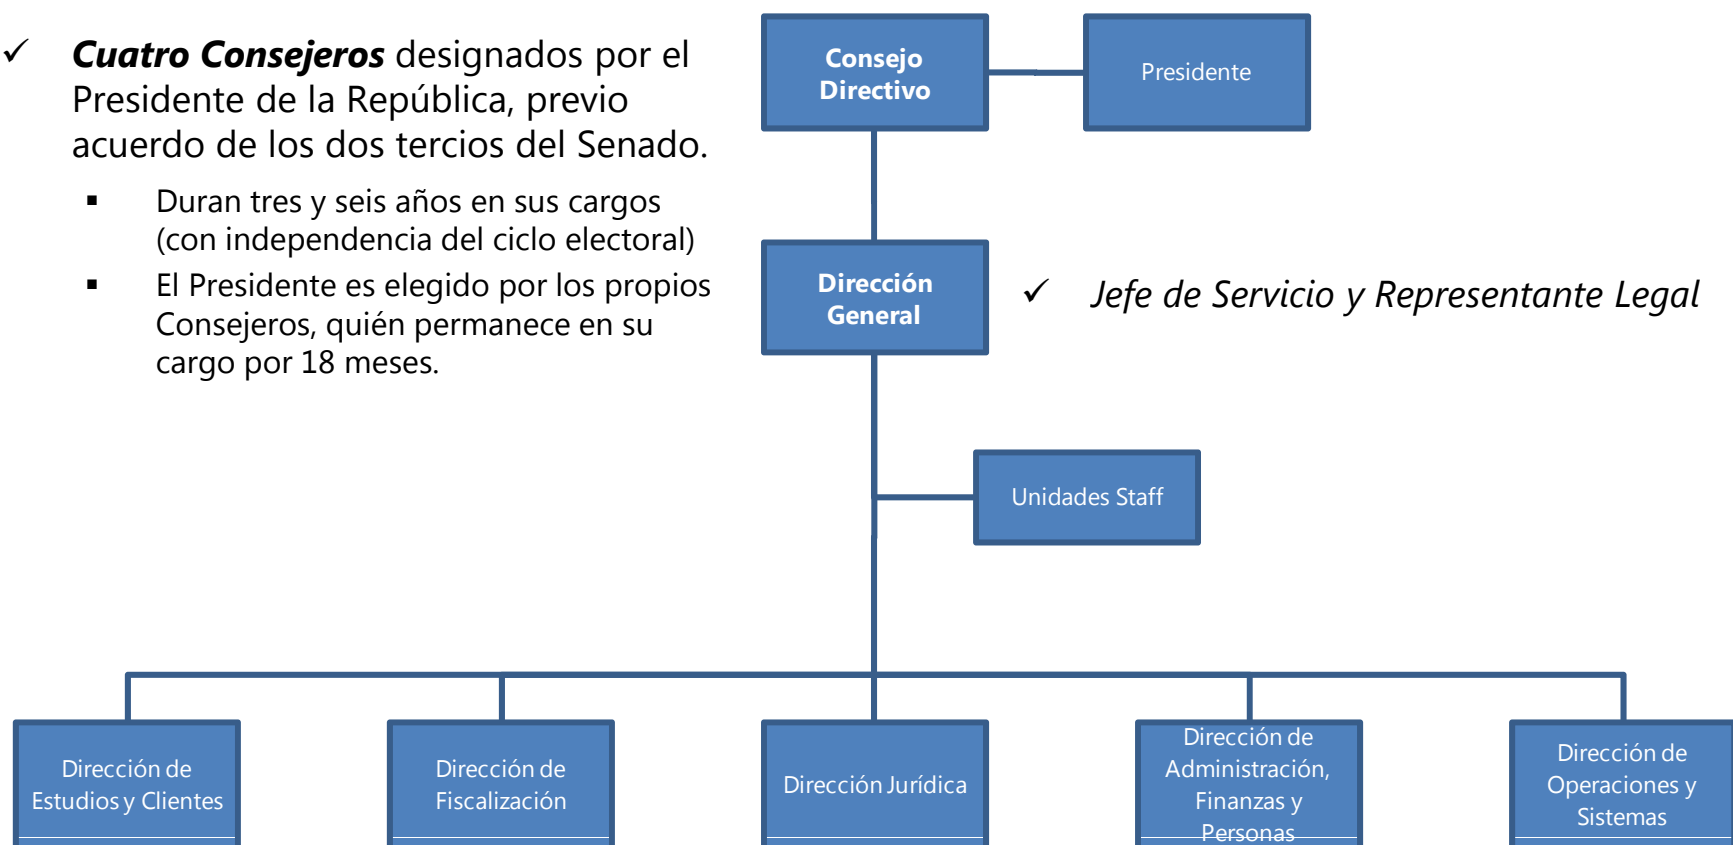 ✓ Cuatro Consejeros designados por el
Presidente de la República, previo
acuerdo de los dos tercios del Senado.
▪ Duran tres y seis años en sus cargos
(con independencia del ciclo electoral)
▪ El Presidente es elegido por los propios
Consejeros, quién permanece en su
cargo por 18 meses.
Consejo
Directivo
Presidente
Dirección
General
✓ Jefe de Servicio y Representante Legal
Unidades Staff
Dirección de
Estudios y Clientes
Dirección de
Fiscalización
Dirección Jurídica
Dirección de
Administración,
Finanzas y
Personas
Dirección de
Operaciones y
Sistemas